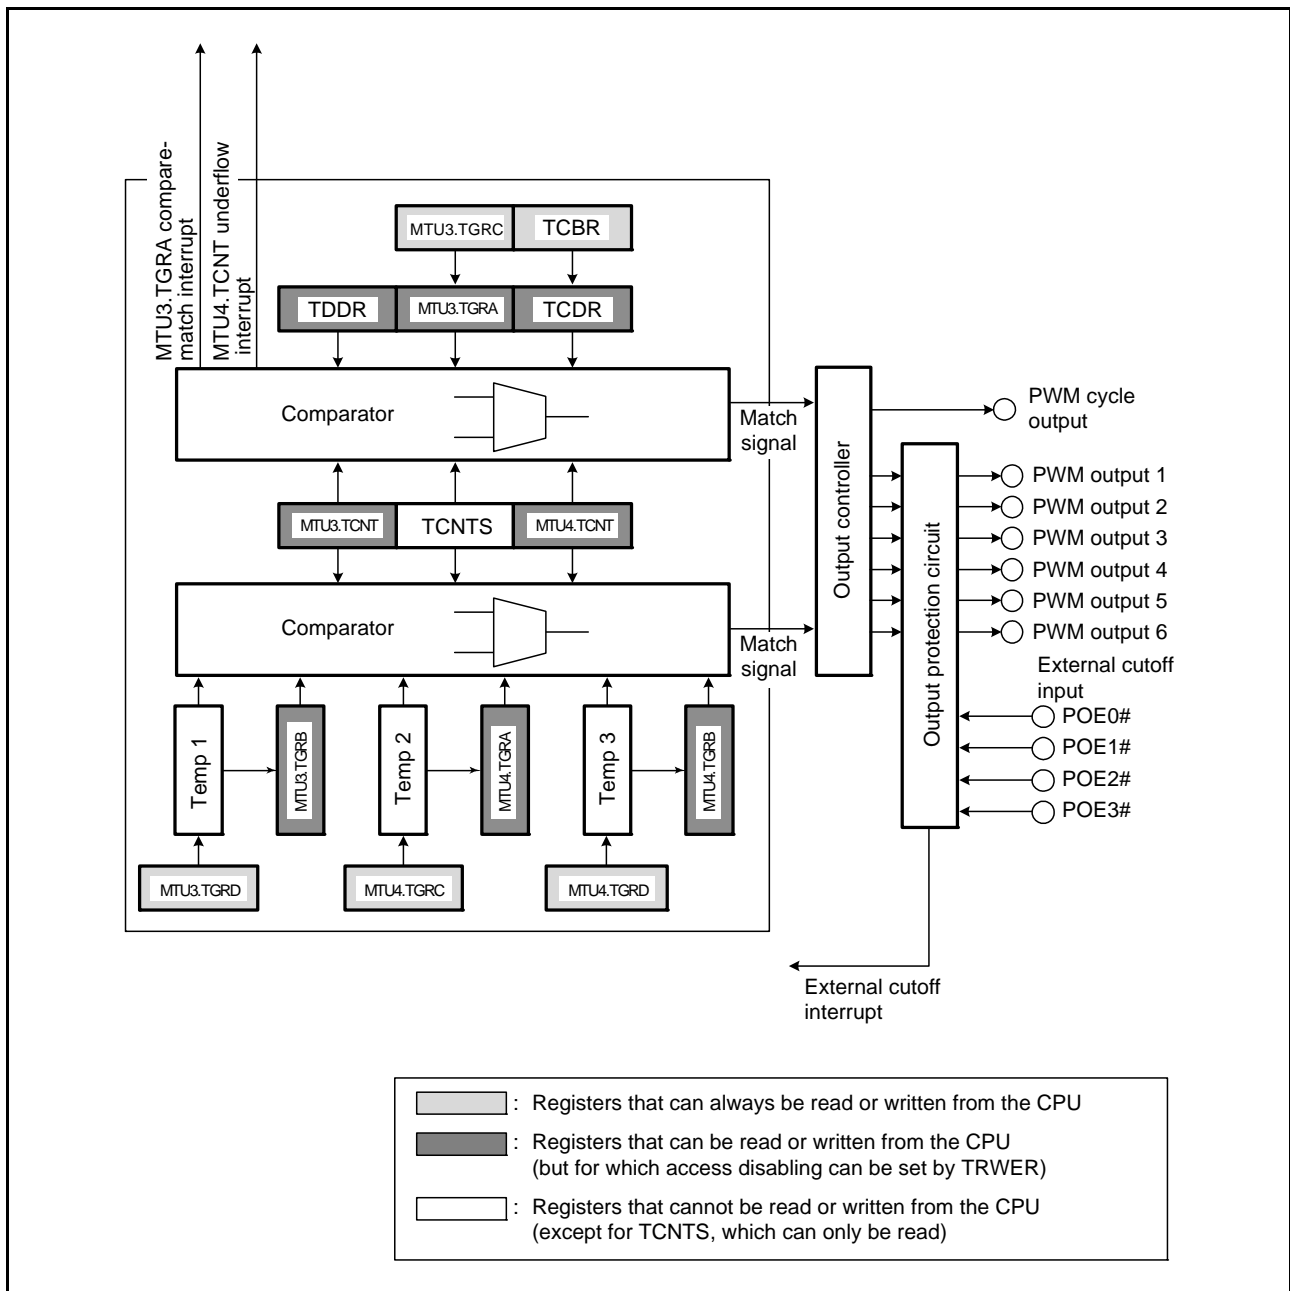 MTU3.TGRA compare-
match interrupt
MTU4.TCNT underflow
interrupt
MTU3.TGRC
TCBR
TDDR
MTU3.TGRA
TCDR
Comparator
Match
signal
MTU3.TCNT
TCNTS
MTU4.TCNT
Comparator
Match
signal
Output controller
Output protection circuit
PWM cycle
output
PWM output 1
PWM output 2
PWM output 3
PWM output 4
PWM output 5
PWM output 6
External cutoff
input
POE0#
POE1#
POE2#
POE3#
Temp 1
MTU3.TGRB
Temp 2
MTU4.TGRA
Temp 3
MTU4.TGRB
MTU3.TGRD
MTU4.TGRC
MTU4.TGRD
External cutoff
interrupt
: Registers that can always be read or written from the CPU
: Registers that can be read or written from the CPU
(but for which access disabling can be set by TRWER)
: Registers that cannot be read or written from the CPU
(except for TCNTS, which can only be read)